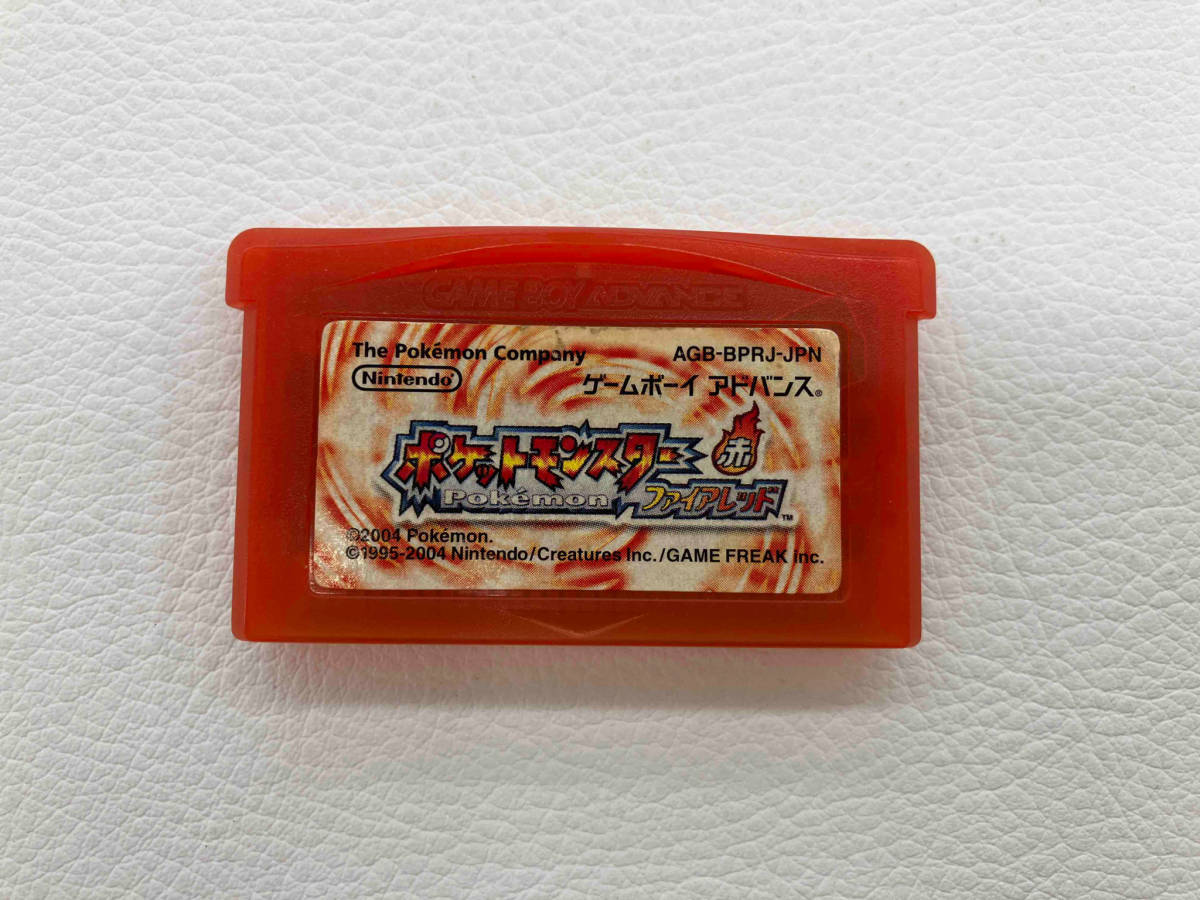 GAME BOY ADVANCE
The Pokémon Company
AGB-BPRJ-JPN
Nintendo
ゲームボーイ アドバンス®
ポケットモンスター
赤
Pokémon
ファイアレッド™
©2004 Pokémon.
©1995-2004 Nintendo/Creatures Inc./GAME FREAK inc.